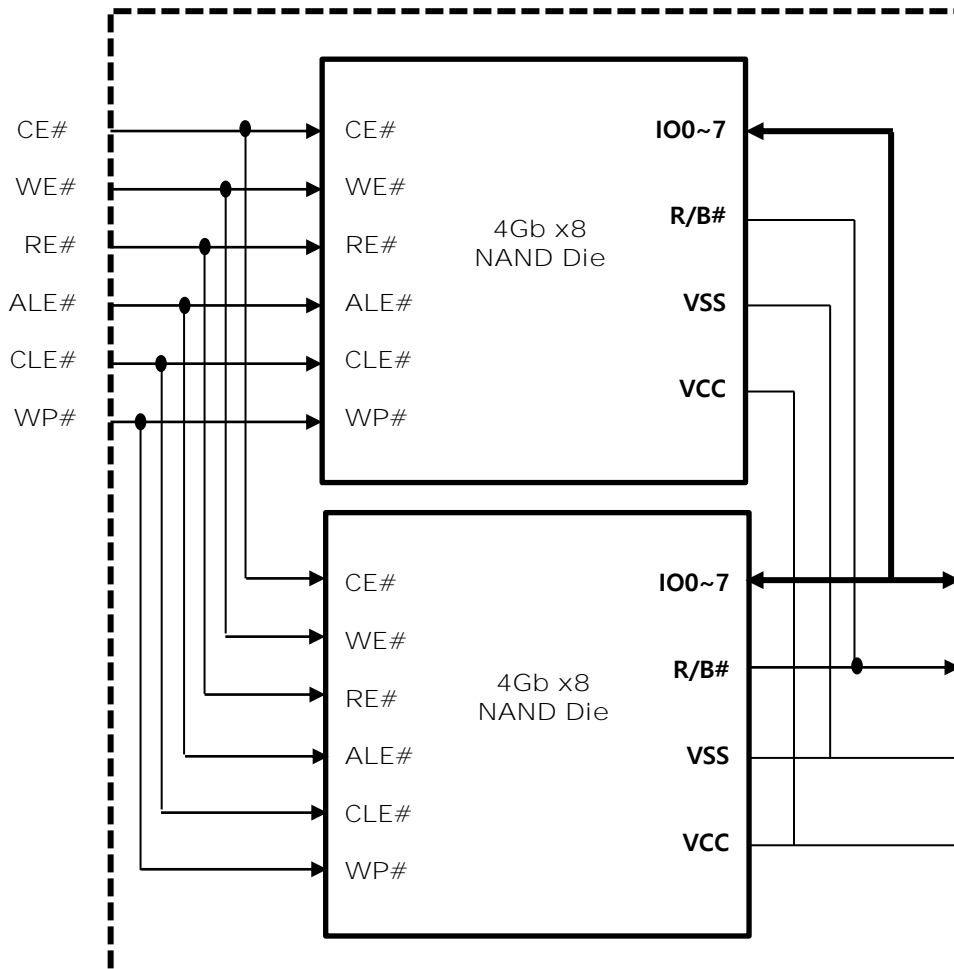 CE#
WE#
RE#
ALE#
CLE#
WP#
CE#
WE#
RE#
ALE#
CLE#
WP#
4Gb x8
NAND Die
IO0~7
R/B#
VSS
VCC
CE#
WE#
RE#
ALE#
CLE#
WP#
4Gb x8
NAND Die
IO0~7
R/B#
VSS
VCC